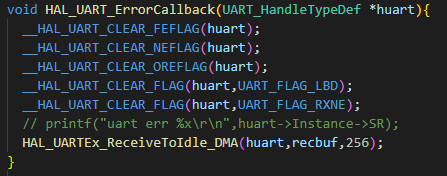 void HAL_UART_ErrorCallback(UART_HandleTypeDef *huart){
__HAL_UART_CLEAR_FEFLAG(huart);
__HAL_UART_CLEAR_NEFLAG(huart);
__HAL_UART_CLEAR_OREFLAG(huart);
__HAL_UART_CLEAR_FLAG(huart,UART_FLAG_LBD);
__HAL_UART_CLEAR_FLAG(huart,UART_FLAG_RXNE);
// printf("uart err %x\r\n",huart->Instance->SR);
HAL_UARTEx_ReceiveToIdle_DMA(huart,recbuf,256);
}